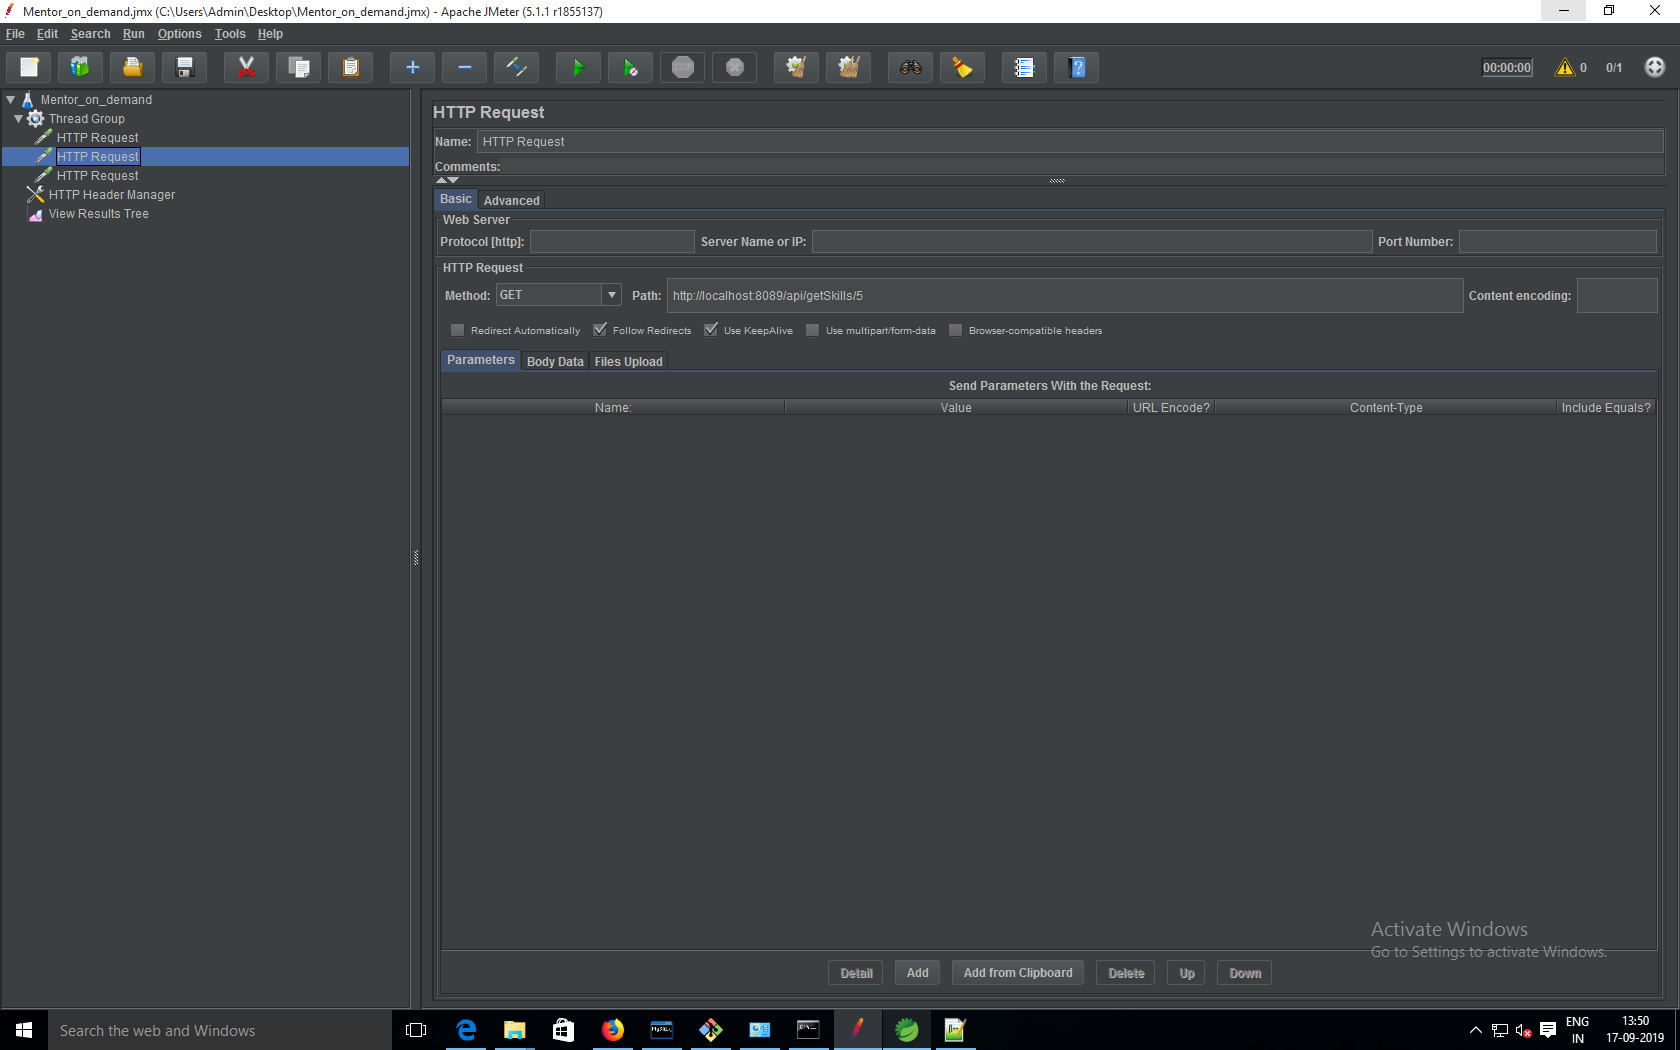 Mentor_on_demand.jmx (C:\Users\Admin\Desktop\Mentor_on_demand.jmx) - Apache JMeter (5.1.1 r1855137)
File Edit Search Run Options Tools Help
STOP
00:00:00 0 0/1
Mentor_on_demand
Thread Group
HTTP Request
HTTP Request
HTTP Request
HTTP Header Manager
View Results Tree
HTTP Request
Name: HTTP Request
Comments:
Basic Advanced
Web Server
Protocol [http]: Server Name or IP: Port Number:
HTTP Request
Method: GET Path: http://localhost:8089/api/getSkills/5 Content encoding:
Redirect Automatically Follow Redirects Use KeepAlive Use multipart/form-data Browser-compatible headers
Parameters Body Data Files Upload
Send Parameters With the Request:
Name: Value URL Encode? Content-Type Include Equals?
Activate Windows
Go to Settings to activate Windows.
Detail Add Add from Clipboard Delete Up Down
Search the web and Windows
ENG
IN
13:50
17-09-2019